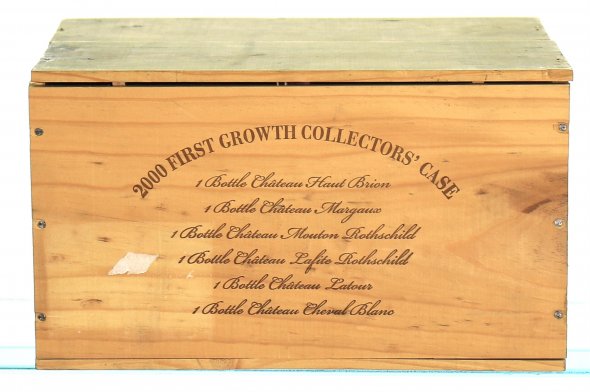 2000 FIRST GROWTH COLLECTORS' CASE
1 Bottle Château Haut Brion
1 Bottle Château Margaux
1 Bottle Château Mouton Rothschild
1 Bottle Château Lafite Rothschild
1 Bottle Château Latour
1 Bottle Château Cheval Blanc